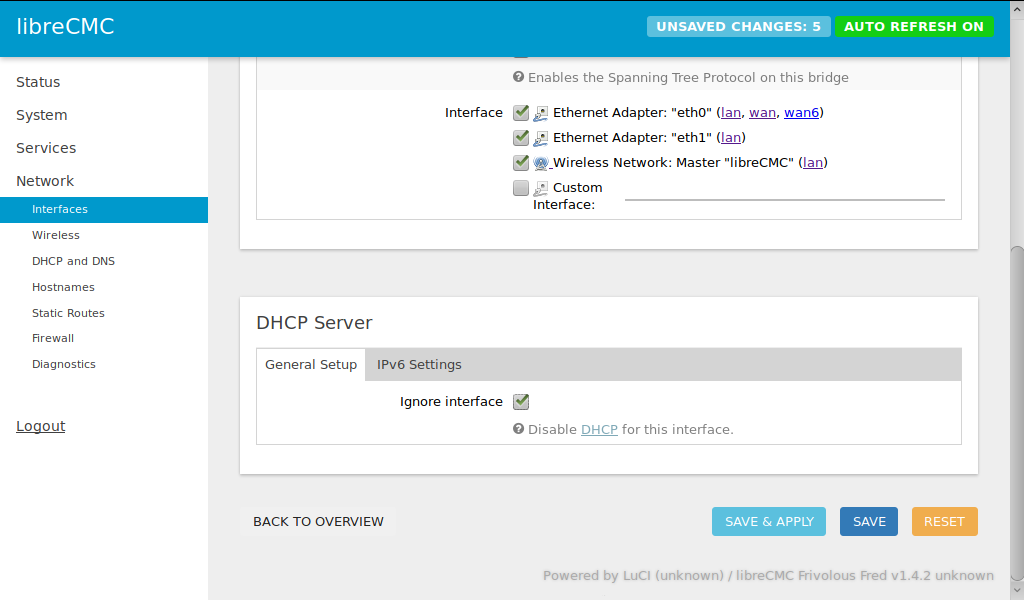 libreCMC
UNSAVED CHANGES: 5
AUTO REFRESH ON
Status
System
Services
Network
Interfaces
Wireless
DHCP and DNS
Hostnames
Static Routes
Firewall
Diagnostics
Logout
Enables the Spanning Tree Protocol on this bridge
Interface
Ethernet Adapter: "eth0" (lan, wan, wan6)
Ethernet Adapter: "eth1" (lan)
Wireless Network: Master "libreCMC" (lan)
Custom
Interface:
DHCP Server
General Setup
IPv6 Settings
Ignore interface
Disable DHCP for this interface.
BACK TO OVERVIEW
SAVE & APPLY
SAVE
RESET
Powered by LuCI (unknown) / libreCMC Frivolous Fred v1.4.2 unknown